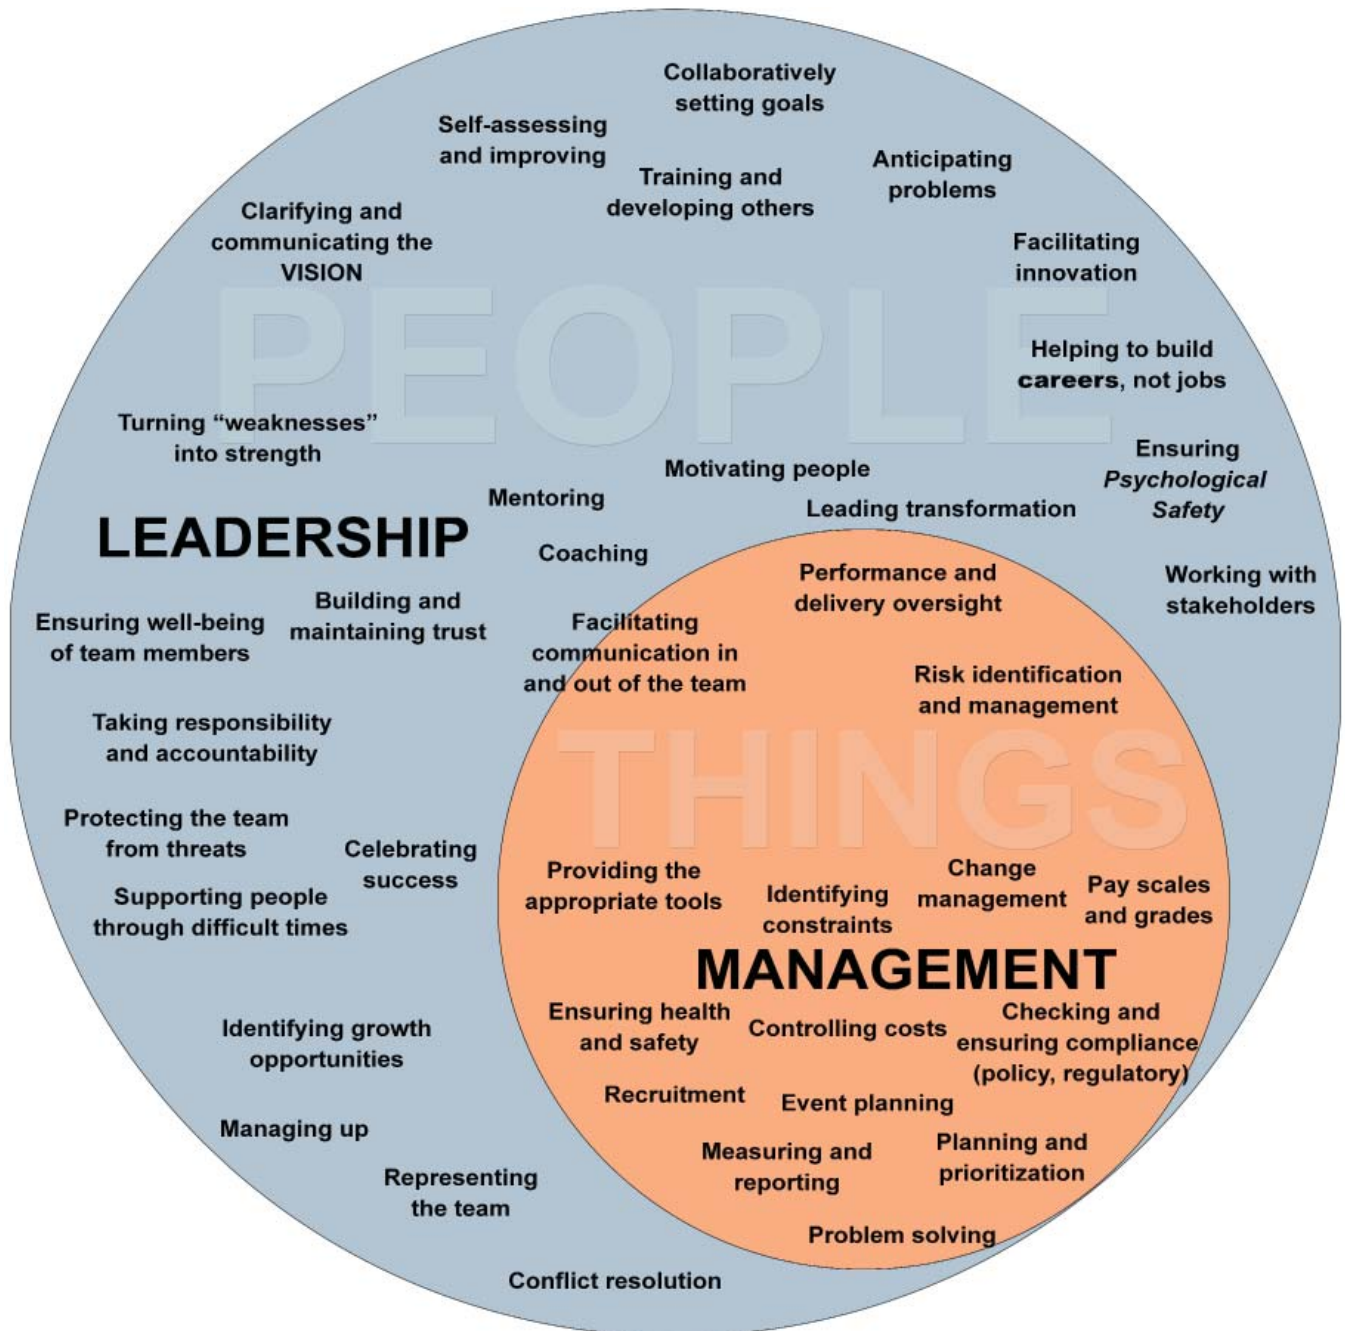 Collaboratively
setting goals
Self-assessing
and improving
Training and
developing others
Anticipating
problems
Clarifying and
communicating the
VISION
Facilitating
innovation
PEOPLE
Helping to build
careers, not jobs
Turning “weaknesses”
into strength
Motivating people
Ensuring
Psychological
Safety
Mentoring
Leading transformation
LEADERSHIP
Coaching
Performance and
delivery oversight
Working with
stakeholders
Ensuring well-being
of team members
Building and
maintaining trust
Facilitating
communication in
and out of the team
Risk identification
and management
Taking responsibility
and accountability
THINGS
Protecting the team
from threats
Celebrating
success
Providing the
appropriate tools
Identifying
constraints
Change
management
Pay scales
and grades
Supporting people
through difficult times
MANAGEMENT
Ensuring health
and safety
Controlling costs
Checking and
ensuring compliance
(policy, regulatory)
Identifying growth
opportunities
Recruitment
Event planning
Managing up
Measuring and
reporting
Planning and
prioritization
Representing
the team
Problem solving
Conflict resolution